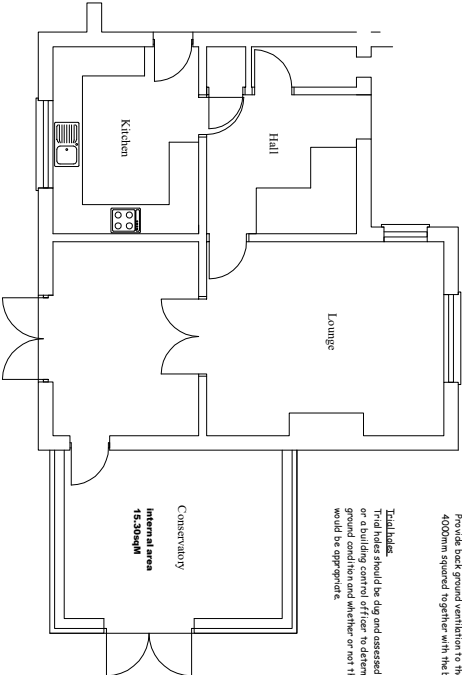 Provide back ground ventilation to th
4000mm squared together with the b
Trial holes
Trial holes should be dug and assessed
or a building control officer to determ
ground condition and whether or not th
would be appropriate.
Kitchen
Hall
Lounge
Conservatory
internal area
15.30sqM